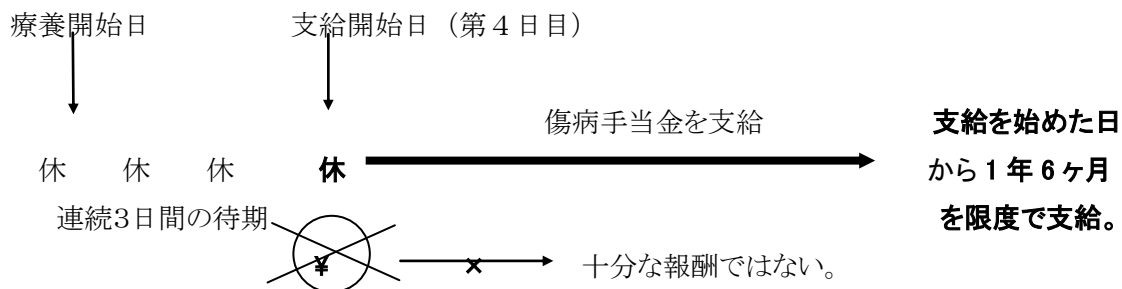 療養開始日
支給開始日（第４日目）
傷病手当金を支給
支給を始めた日
から１年６ヶ月
を限度で支給。
休 休 休 休
連続3日間の待期
¥
×
十分な報酬ではない。